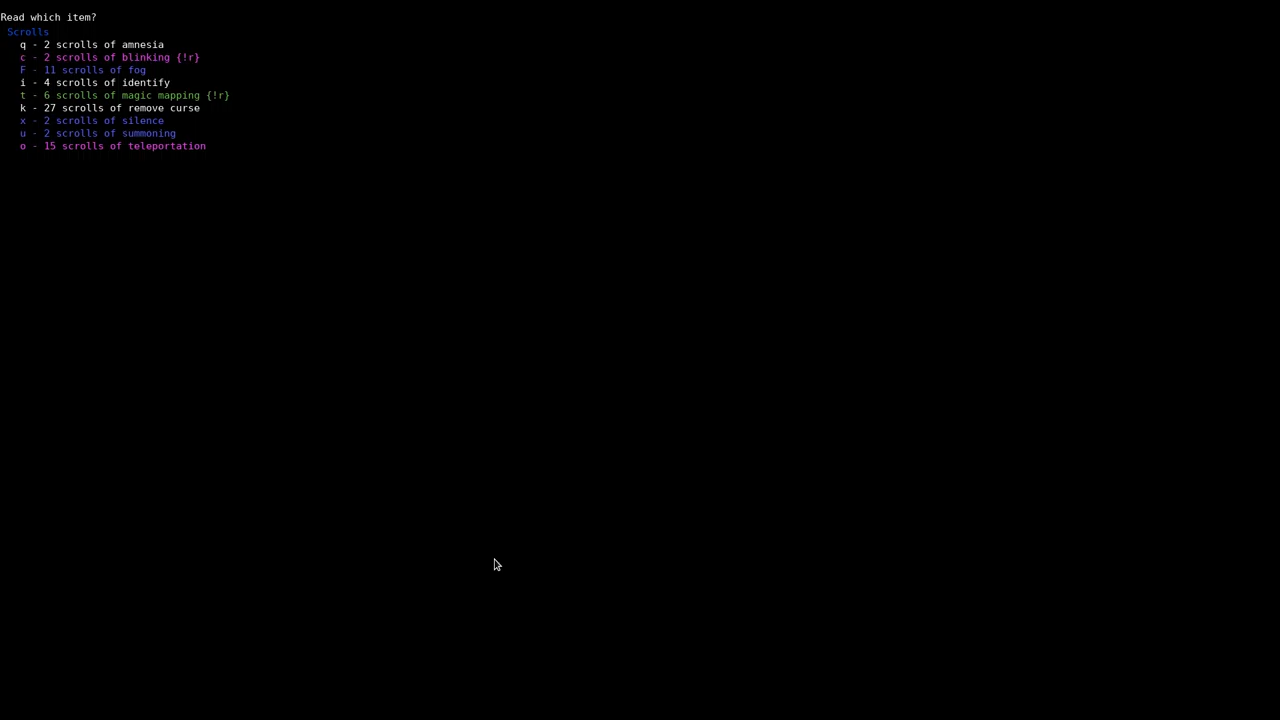 Read which item?
Scrolls
q - 2 scrolls of amnesia
c - 2 scrolls of blinking {!r}
F - 11 scrolls of fog
i - 4 scrolls of identify
t - 6 scrolls of magic mapping {!r}
k - 27 scrolls of remove curse
x - 2 scrolls of silence
u - 2 scrolls of summoning
o - 15 scrolls of teleportation